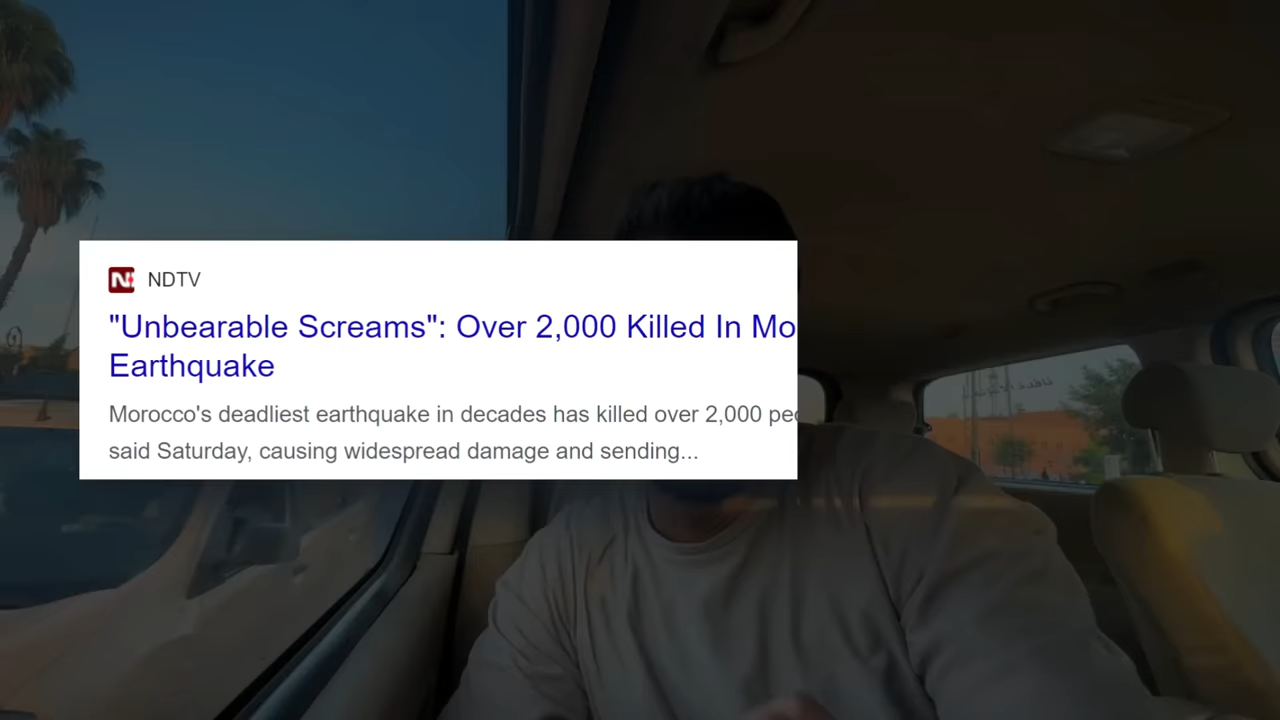 NDTV
"Unbearable Screams": Over 2,000 Killed In Mo
Earthquake
Morocco's deadliest earthquake in decades has killed over 2,000 peo
said Saturday, causing widespread damage and sending...